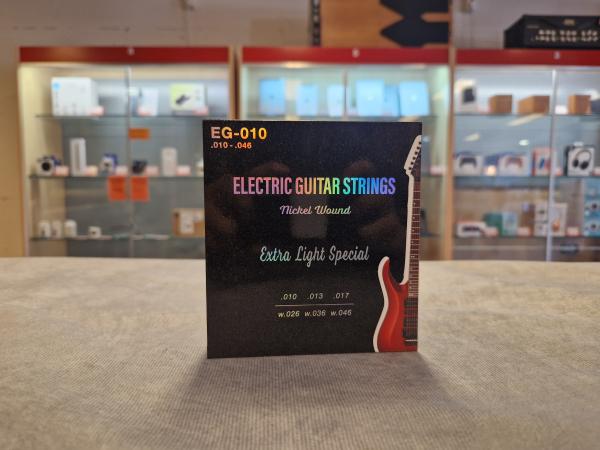 EG-010
.010 - .046
ELECTRIC GUITAR STRINGS
Nickel Wound
Extra Light Special
.010 .013 .017
w.026 w.036 w.046